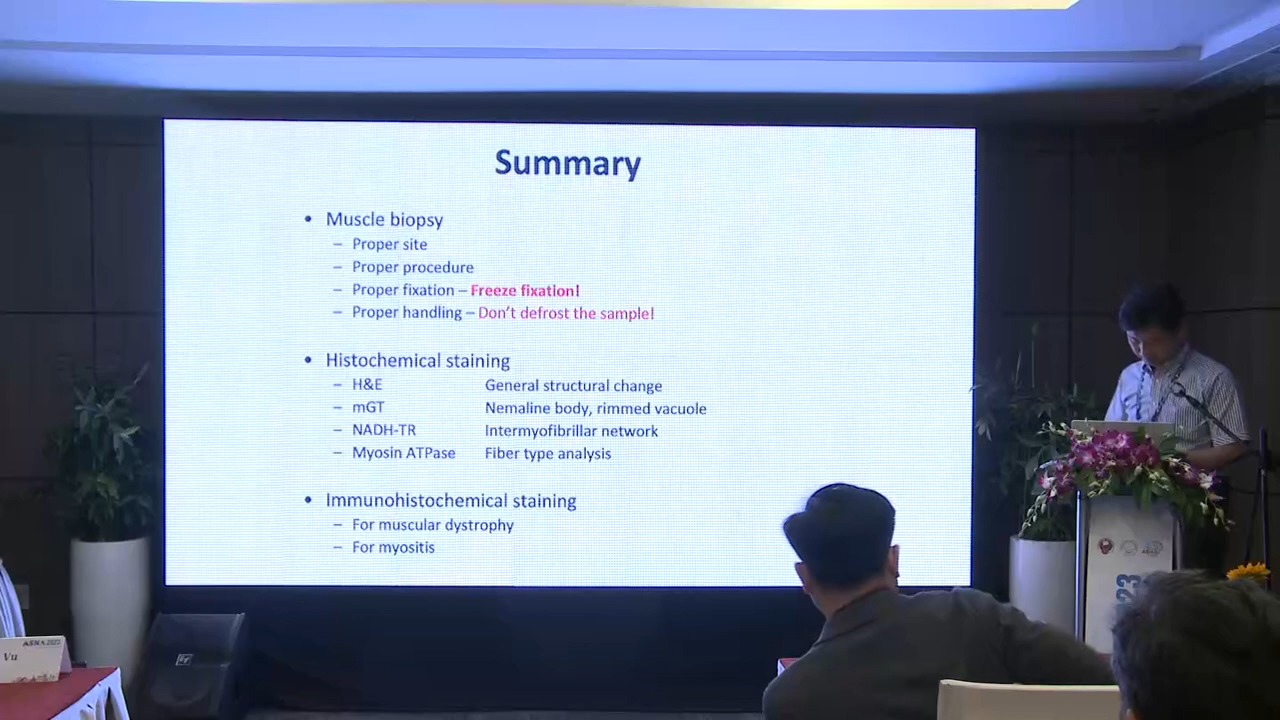 Summary
• Muscle biopsy
– Proper site
– Proper procedure
– Proper fixation – Freeze fixation!
– Proper handling – Don't defrost the sample!
• Histochemical staining
– H&E General structural change
– mGT Nemaline body, rimmed vacuole
– NADH-TR Intermyofibrillar network
– Myosin ATPase Fiber type analysis
• Immunohistochemical staining
– For muscular dystrophy
– For myositis
Vu
23